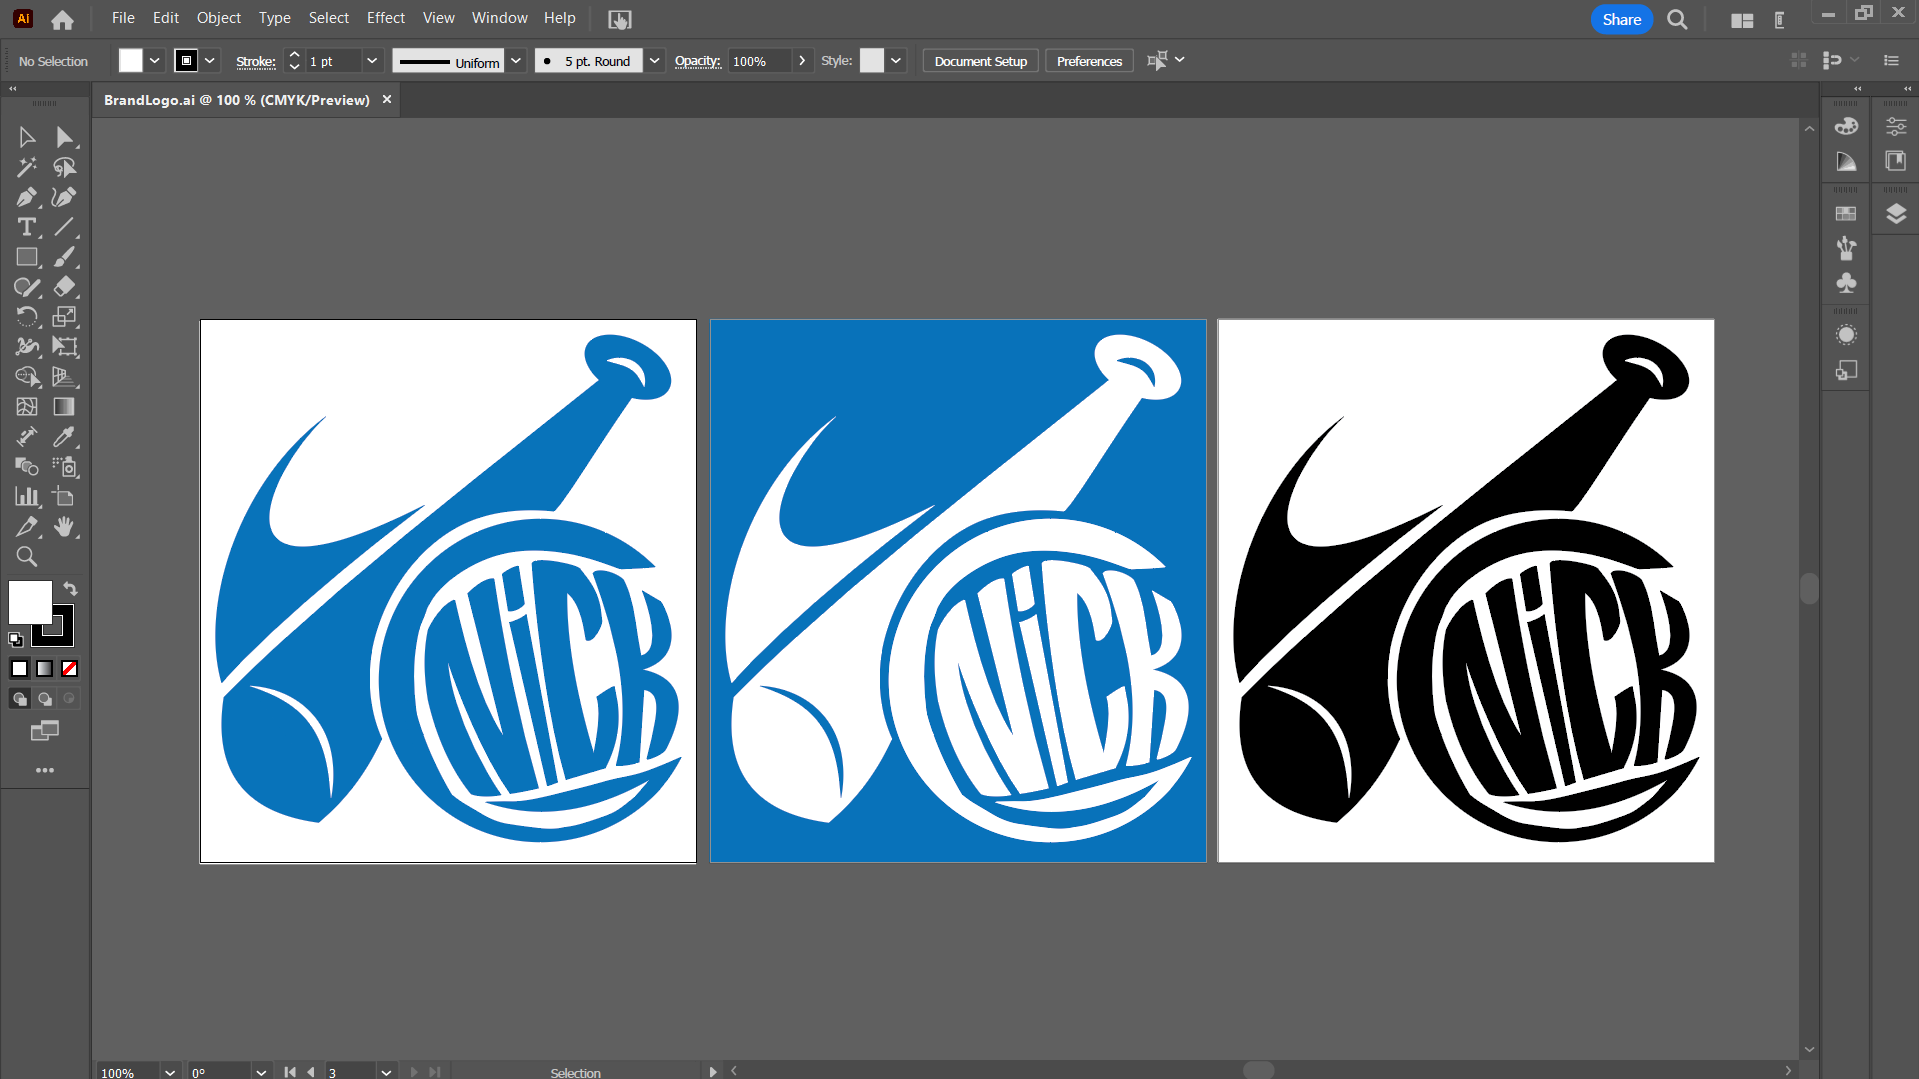 Ai File Edit Object Type Select Effect View Window Help Share
No Selection Stroke: 1 pt Uniform 5 pt. Round Opacity: 100% Style: Document Setup Preferences
BrandLogo.ai @ 100 % (CMYK/Preview)
NiCK NiCK NiCK
100% 0° 3 Selection